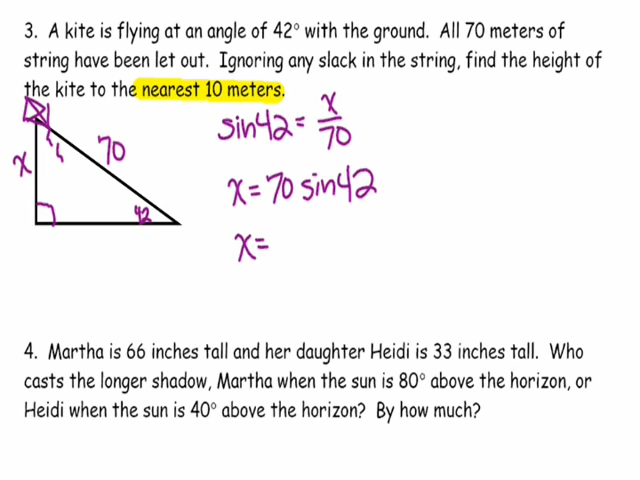 3. A kite is flying at an angle of 42° with the ground. All 70 meters of
string have been let out. Ignoring any slack in the string, find the height of
the kite to the nearest 10 meters.
x
70
42
sin42 = x/70
x = 70 sin42
x =
4. Martha is 66 inches tall and her daughter Heidi is 33 inches tall. Who
casts the longer shadow, Martha when the sun is 80° above the horizon, or
Heidi when the sun is 40° above the horizon? By how much?